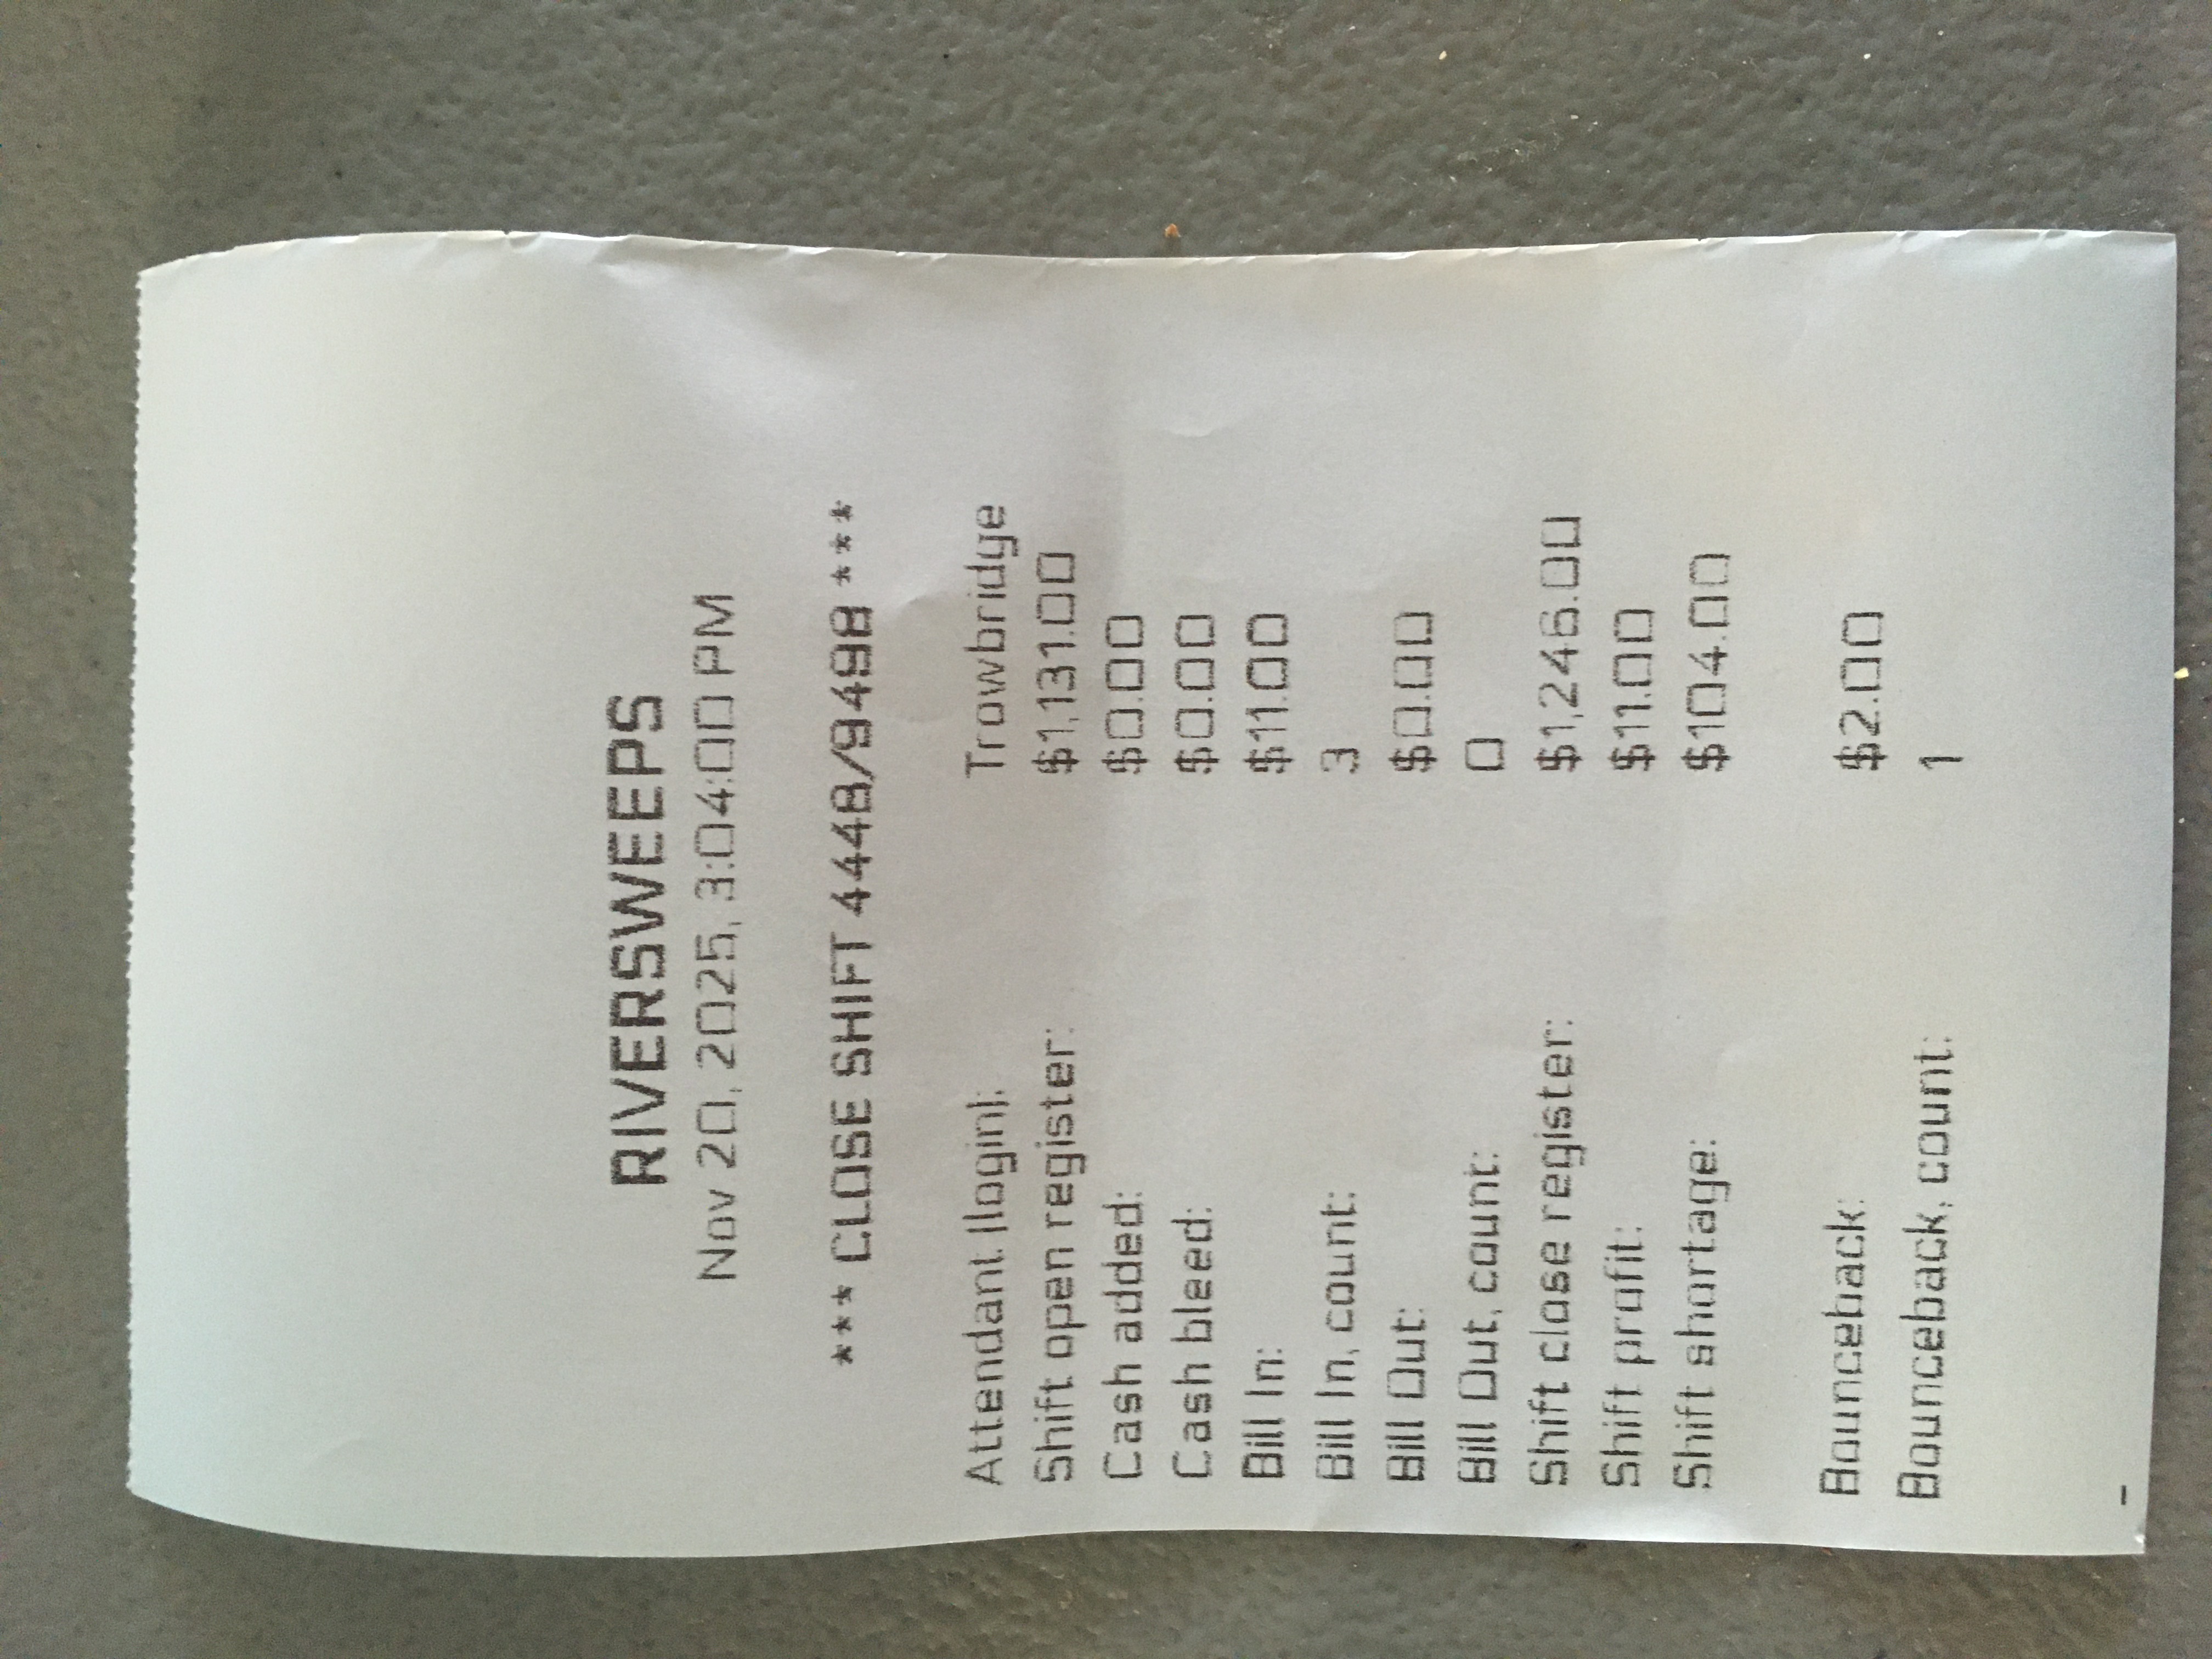 RIVERSWEEPS
Nov 20, 2025, 3:04:00 PM
*** CLOSE SHIFT 4448/9498 ***
Attendant (login): Trowbridge
Shift open register: $1,131.00
Cash added: $0.00
Cash bleed: $0.00
Bill In: $11.00
Bill In, count: 3
Bill Out: $0.00
Bill Out, count: 0
Shift close register: $1,246.00
Shift profit: $11.00
Shift shortage: $104.00
Bounceback: $2.00
Bounceback, count: 1